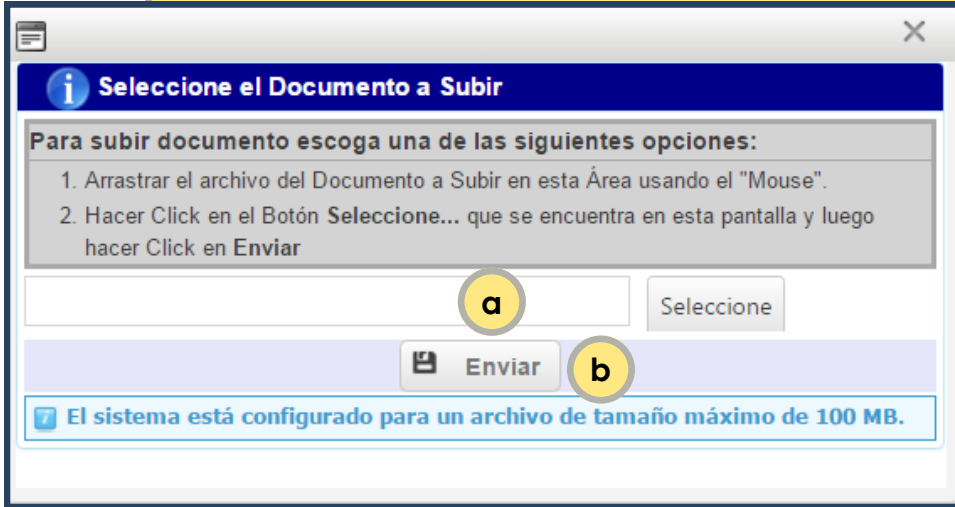 Seleccione el Documento a Subir
Para subir documento escoga una de las siguientes opciones:
1. Arrastrar el archivo del Documento a Subir en esta Área usando el "Mouse".
2. Hacer Click en el Botón Seleccione... que se encuentra en esta pantalla y luego
hacer Click en Enviar
a
Seleccione
Enviar
b
El sistema está configurado para un archivo de tamaño máximo de 100 MB.